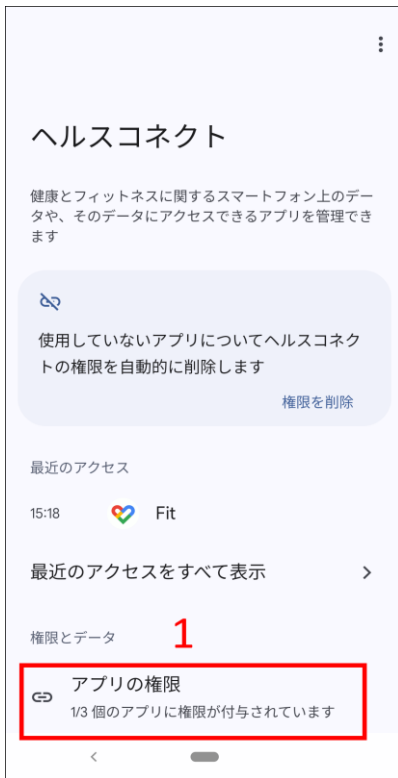 ヘルスコネクト
健康とフィットネスに関するスマートフォン上のデー
タや、そのデータにアクセスできるアプリを管理でき
ます
使用していないアプリについてヘルスコネク
トの権限を自動的に削除します
権限を削除
最近のアクセス
15:18 Fit
最近のアクセスをすべて表示
権限とデータ 1
アプリの権限
1/3 個のアプリに権限が付与されています